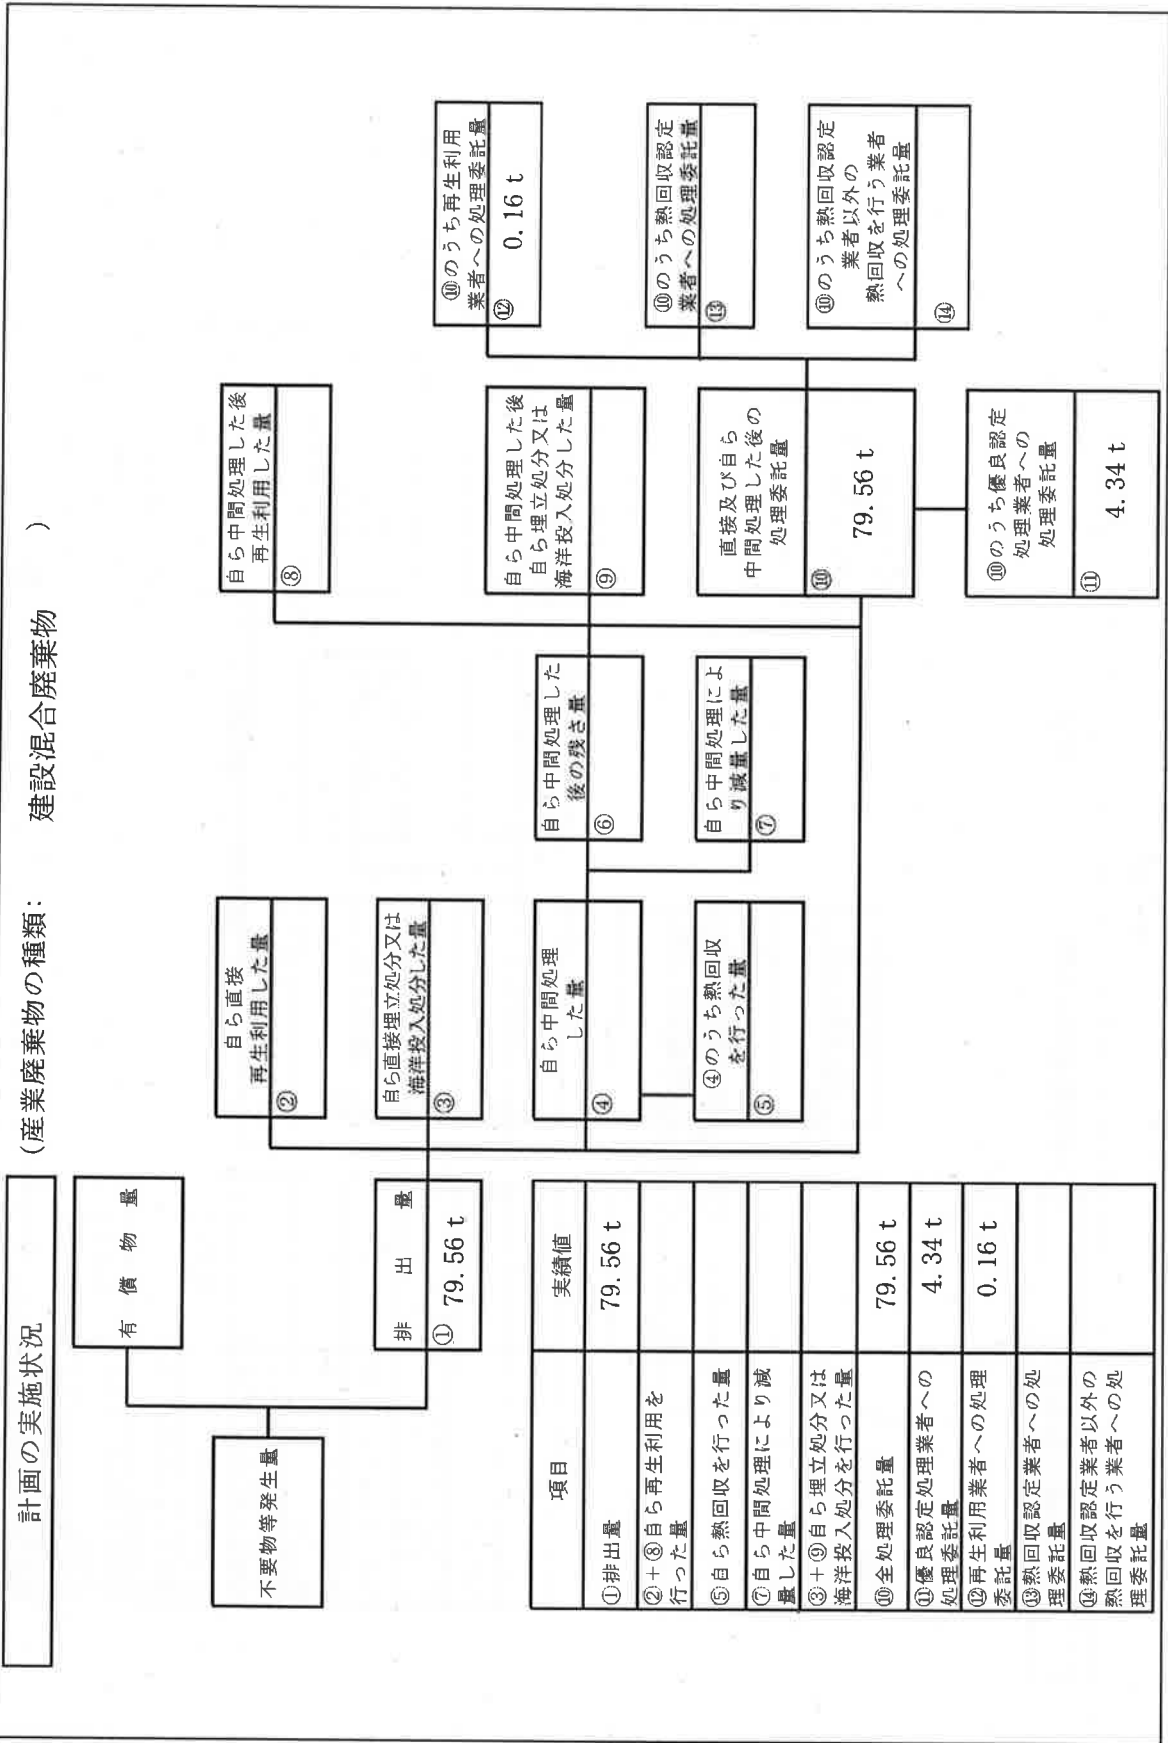 計画の実施状況
(産業廃棄物の種類: 建設混合廃棄物 )
不要物等発生量
有償物量
排出量
① 79.56 t
自ら直接
再生利用した量
②
自ら直接埋立処分又は
海洋投入処分した量
③
自ら中間処理
した量
④
④のうち熱回収
を行った量
⑤
自ら中間処理した
後の残さ量
⑥
自ら中間処理によ
り減量した量
⑦
自ら中間処理した後
再生利用した量
⑧
自ら中間処理した後
自ら埋立処分又は
海洋投入処分した量
⑨
直接及び自ら
中間処理した後の
処理委託量
⑩
79.56 t
⑩のうち優良認定
処理業者への
処理委託量
⑪
4.34 t
⑩のうち再生利用
業者への処理委託量
⑫
0.16 t
⑩のうち熱回収認定
業者への処理委託量
⑬
⑩のうち熱回収認定
業者以外の
熱回収を行う業者
への処理委託量
⑭
項目 実績値
①排出量 79.56 t
②+⑧自ら再生利用を
行った量
⑤自ら熱回収を行った量
⑦自ら中間処理により減
量した量
③+⑨自ら埋立処分又は
海洋投入処分を行った量
⑩全処理委託量 79.56 t
⑪優良認定処理業者への
処理委託量 4.34 t
⑫再生利用業者への処理
委託量 0.16 t
⑬熱回収認定業者への処
理委託量
⑭熱回収認定業者以外の
熱回収を行う業者への処
理委託量